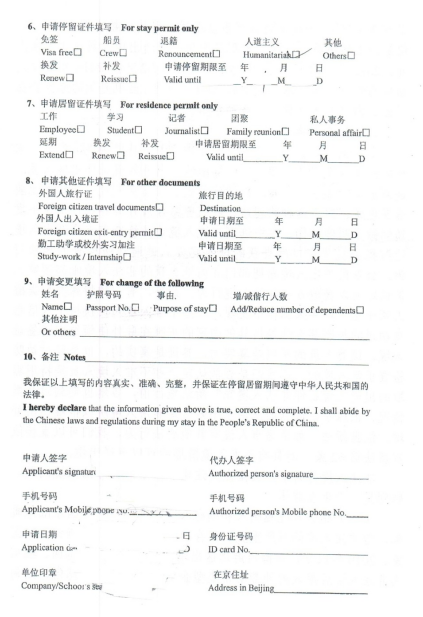 6、申请停留证件填写 For stay permit only
免签 船员 退籍 人道主义 其他
Visa free□ Crew□ Renouncement□ Humanitarian□ Others□
换发 补发 申请停留期限至 年 月 日
Renew□ Reissue□ Valid until ___Y___M___D
7、申请居留证件填写 For residence permit only
工作 学习 记者 团聚 私人事务
Employee□ Student□ Journalist□ Family reunion□ Personal affair□
延期 换发 补发 申请居留期限至 年 月 日
Extend□ Renew□ Reissue□ Valid until___Y___M___D
8、申请其他证件填写 For other documents
外国人旅行证 旅行目的地
Foreign citizen travel documents□ Destination___
外国人出入境证 申请日期至 年 月 日
Foreign citizen exit-entry permit□ Valid until___Y___M___D
勤工助学或校外实习加注 申请日期至 年 月 日
Study-work / Internship□ Valid until___Y___M___D
9、申请变更填写 For change of the following
姓名 护照号码 事由. 增/减偕行人数
Name□ Passport No.□ Purpose of stay□ Add/Reduce number of dependents□
其他注明
Or others ___
10、备注 Notes___
我保证以上填写的内容真实、准确、完整，并保证在停留居留期间遵守中华人民共和国的
法律。
I hereby declare that the information given above is true, correct and complete. I shall abide by
the Chinese laws and regulations during my stay in the People's Republic of China.
申请人签字 代办人签字
Applicant's signature Authorized person's signature___
手机号码 手机号码
Applicant's Mobile phone No. Authorized person's Mobile phone No.___
申请日期 日 身份证号码
Application D ID card No.___
单位印章 在京住址
Company/School's Address in Beijing___